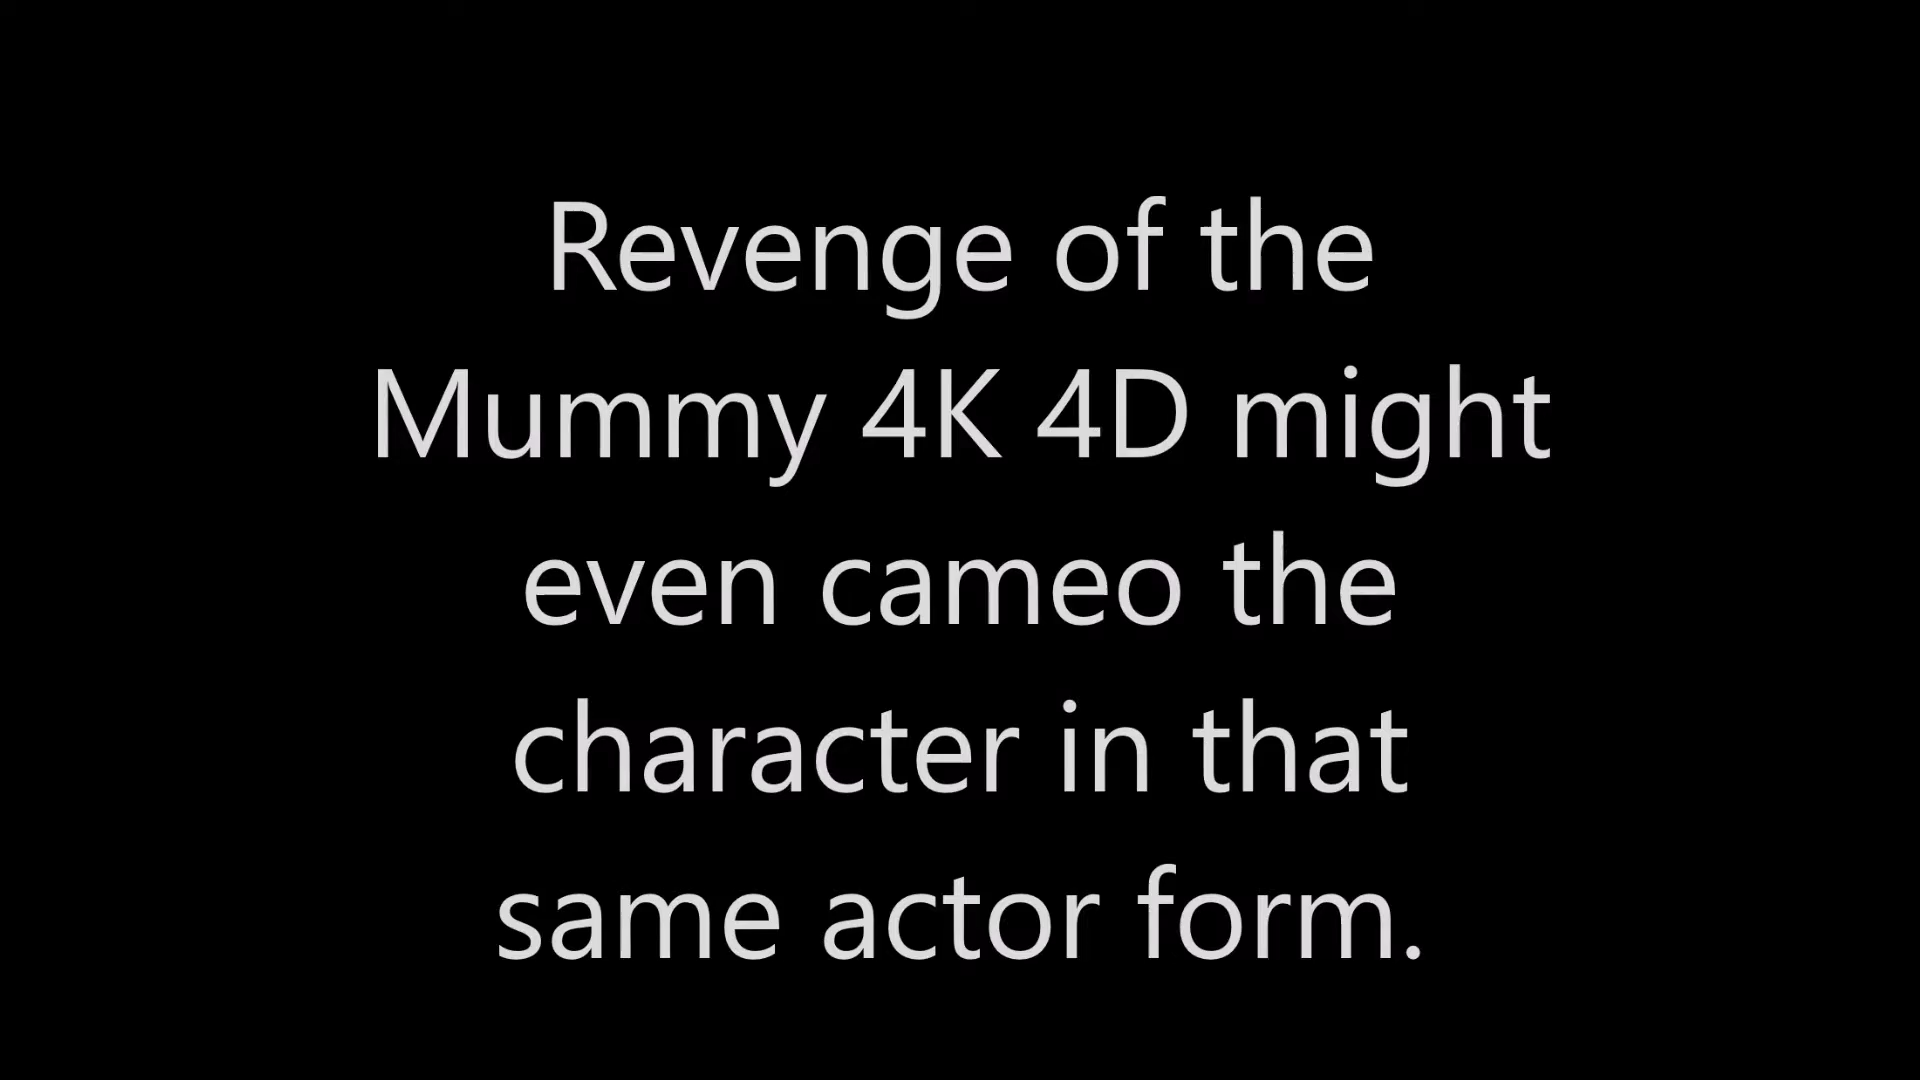 Revenge of the
Mummy 4K 4D might
even cameo the
character in that
same actor form.